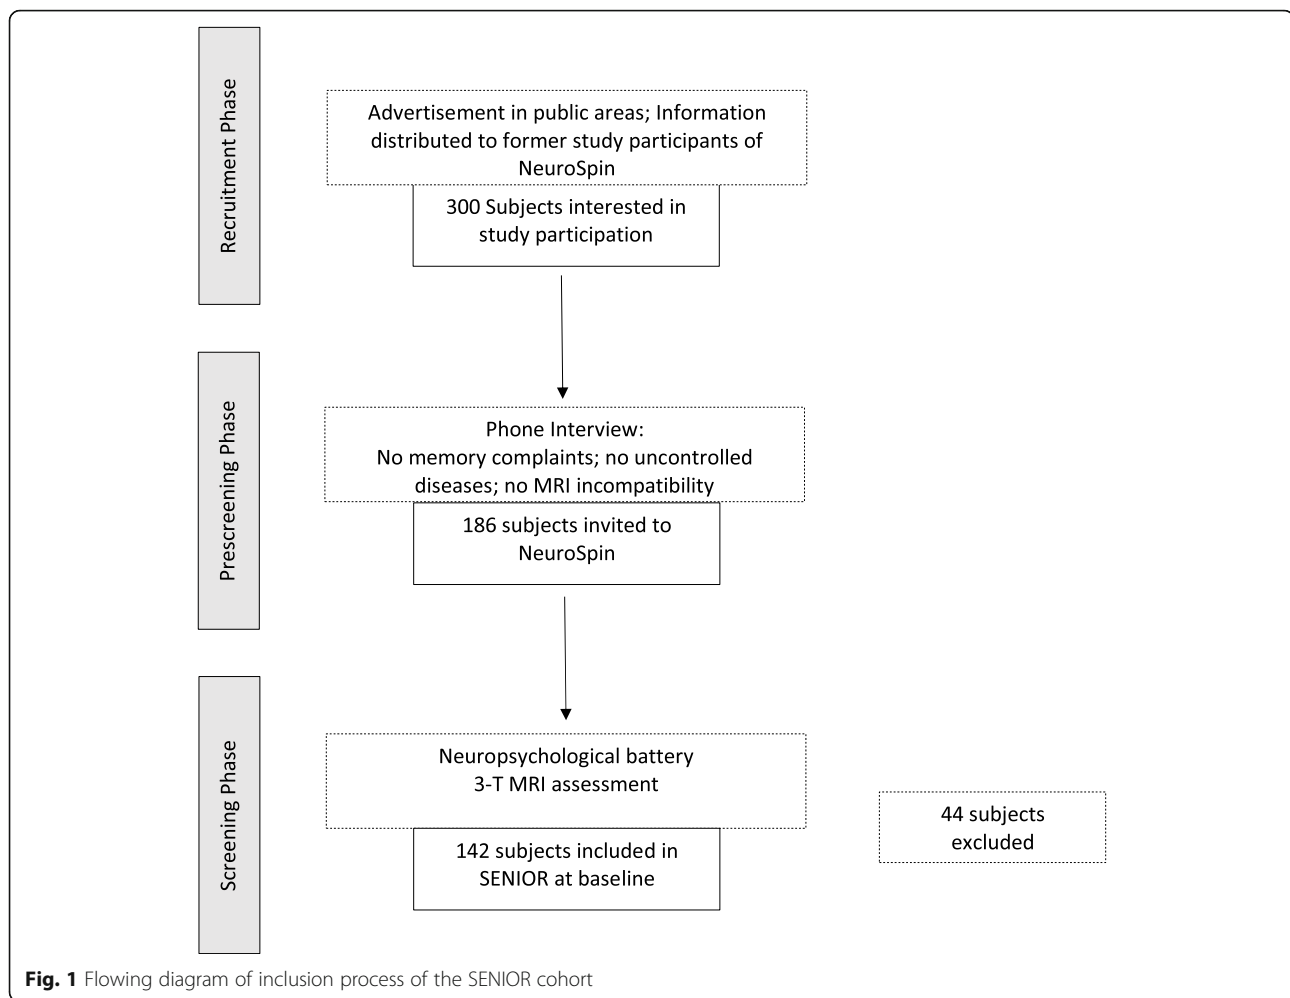 Recruitment Phase
Advertisement in public areas; Information
distributed to former study participants of
NeuroSpin
300 Subjects interested in
study participation
Prescreening Phase
Phone Interview:
No memory complaints; no uncontrolled
diseases; no MRI incompatibility
186 subjects invited to
NeuroSpin
Screening Phase
Neuropsychological battery
3-T MRI assessment
142 subjects included in
SENIOR at baseline
44 subjects
excluded
Fig. 1 Flowing diagram of inclusion process of the SENIOR cohort